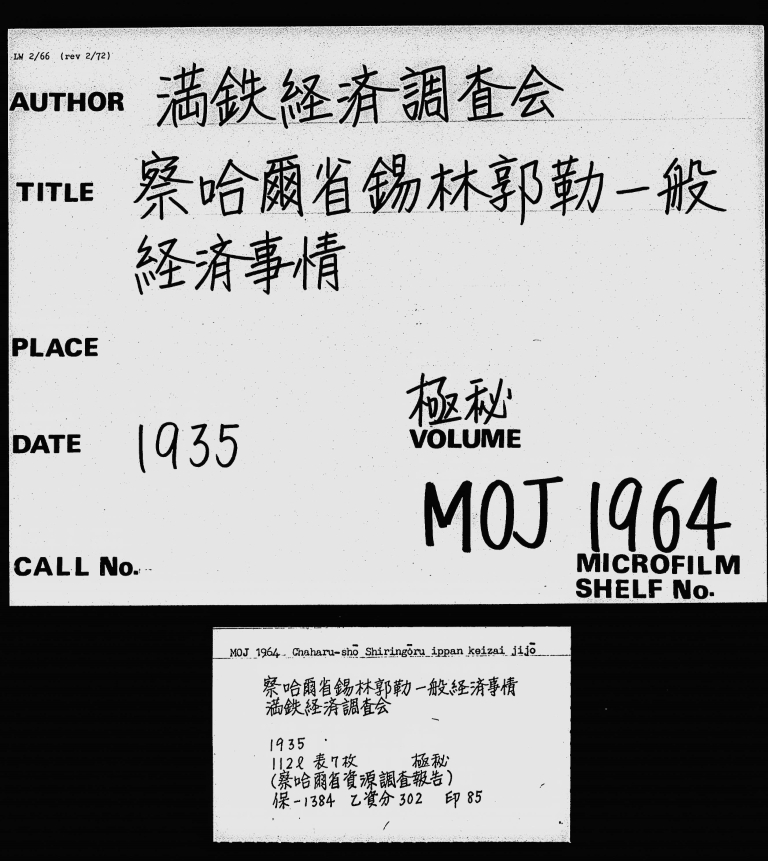 LW 2/66 (rev 2/72)
AUTHOR 満鉄経済調査会
TITLE 察哈爾省錫林郭勒一般
経済事情
PLACE
極秘
DATE 1935 VOLUME
MOJ 1964
CALL No. MICROFILM
SHELF No.
MOJ 1964 Chaharu-shō Shiringōru ippan keizai jijō
察哈爾省錫林郭勒一般経済事情
満鉄経済調査会
1935
112ℓ 表7枚 極秘
(察哈爾省資源調査報告)
保-1384 乙資分302 印85